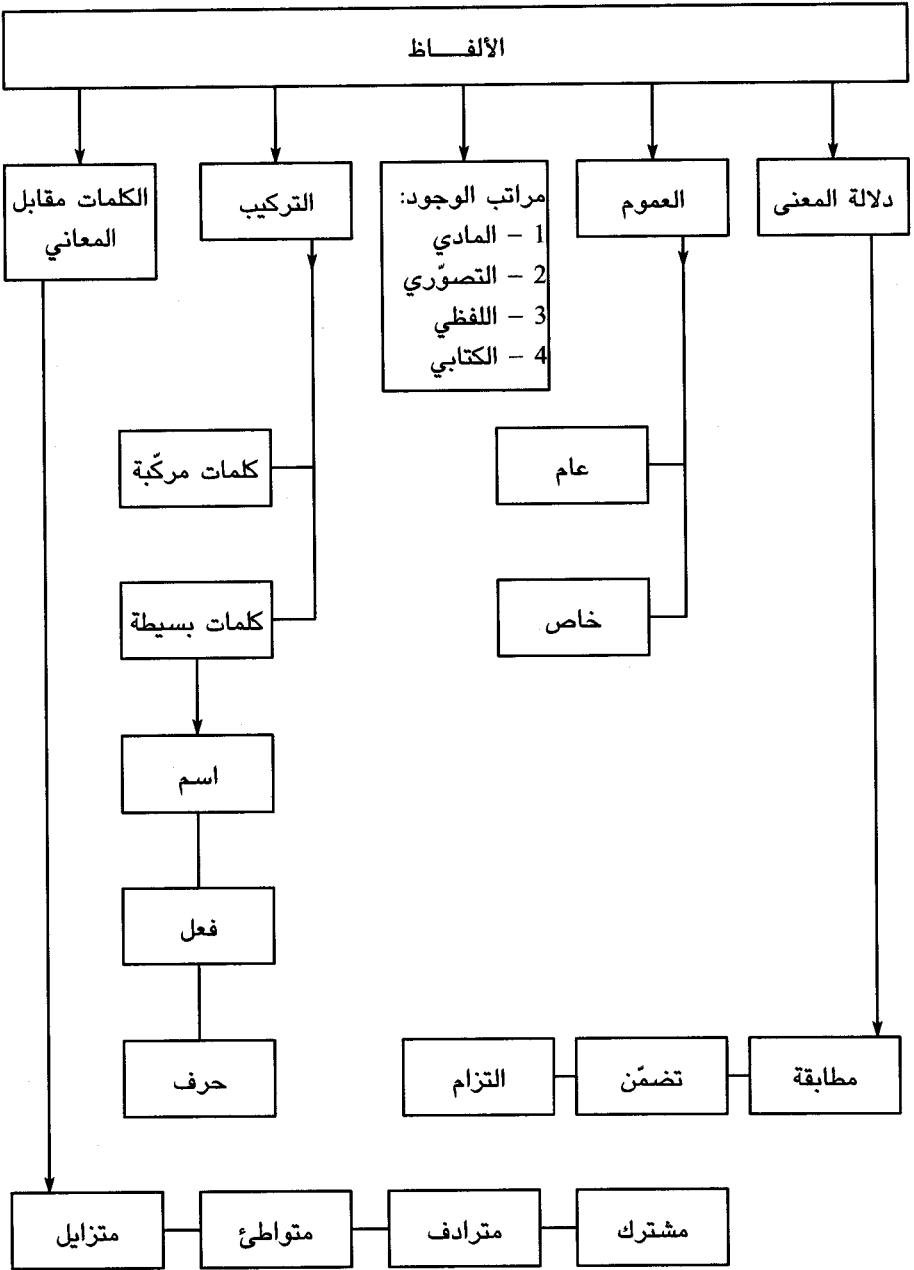 الألفـــاظ
دلالة المعنى
العموم
مراتب الوجود:
1 – المادي
2 – التصوّري
3 – اللفظي
4 – الكتابي
التركيب
الكلمات مقابل
المعاني
عام
خاص
كلمات مركّبة
كلمات بسيطة
اسم
فعل
حرف
مطابقة
تضمّن
التزام
مشترك
مترادف
متواطئ
متزايل